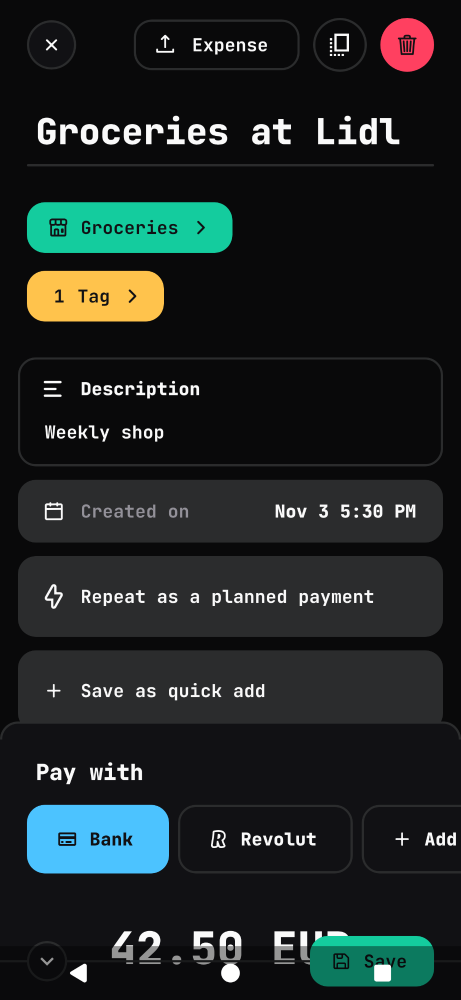 Expense
Groceries at Lidl
Groceries
1 Tag
Description
Weekly shop
Created on Nov 3 5:30 PM
Repeat as a planned payment
Save as quick add
Pay with
Bank Revolut Add
42.50 EUR
Save